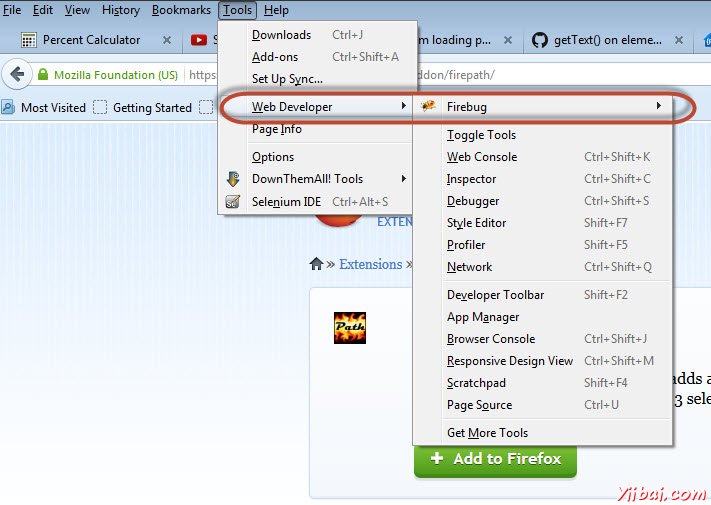 File Edit View History Bookmarks Tools Help
Percent Calculator × S m loading p... × getText() on eleme... ×
Downloads Ctrl+J
Add-ons Ctrl+Shift+A
Set Up Sync...
Mozilla Foundation (US) https: ddon/firepath/
Most Visited Getting Started
Web Developer
Page Info
Options
DownThemAll! Tools
Selenium IDE Ctrl+Alt+S
Firebug
Toggle Tools
Web Console Ctrl+Shift+K
Inspector Ctrl+Shift+C
Debugger Ctrl+Shift+S
Style Editor Shift+F7
Profiler Shift+F5
Network Ctrl+Shift+Q
Developer Toolbar Shift+F2
App Manager
Browser Console Ctrl+Shift+J
Responsive Design View Ctrl+Shift+M
Scratchpad Shift+F4
Page Source Ctrl+U
Get More Tools
EXTEN
» Extensions »
Path
adds a
3 sele
+ Add to Firefox
Yiibai.com